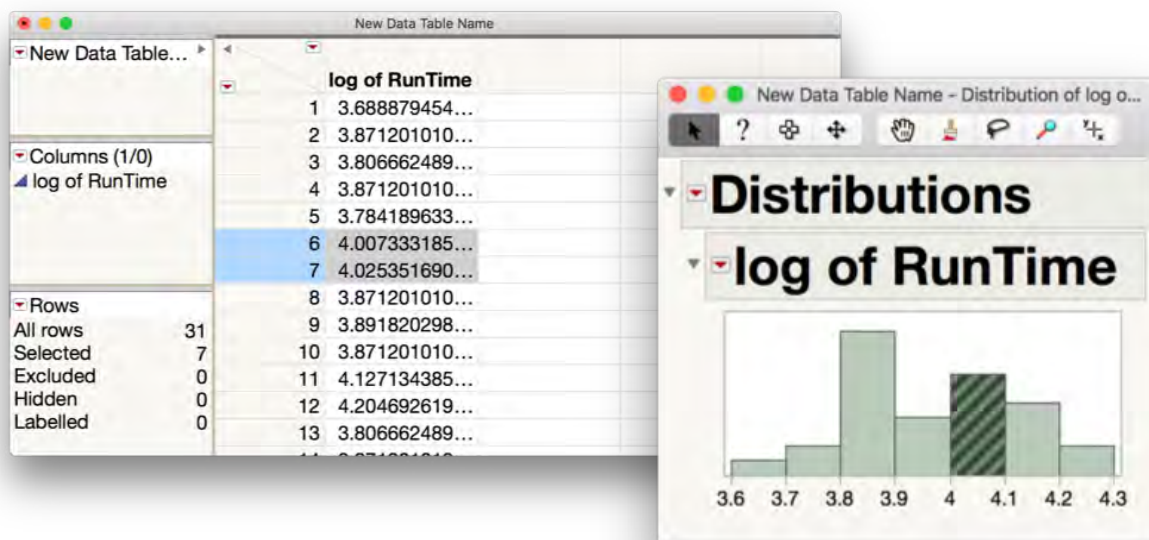 New Data Table Name
New Data Table...
log of RunTime
1 3.688879454...
2 3.871201010...
3 3.806662489...
4 3.871201010...
5 3.784189633...
6 4.007333185...
7 4.025351690...
8 3.871201010...
9 3.891820298...
10 3.871201010...
11 4.127134385...
12 4.204692619...
13 3.806662489...
Columns (1/0)
log of RunTime
Rows
All rows 31
Selected 7
Excluded 0
Hidden 0
Labelled 0
New Data Table Name - Distribution of log o...
?
Distributions
log of RunTime
3.6 3.7 3.8 3.9 4 4.1 4.2 4.3